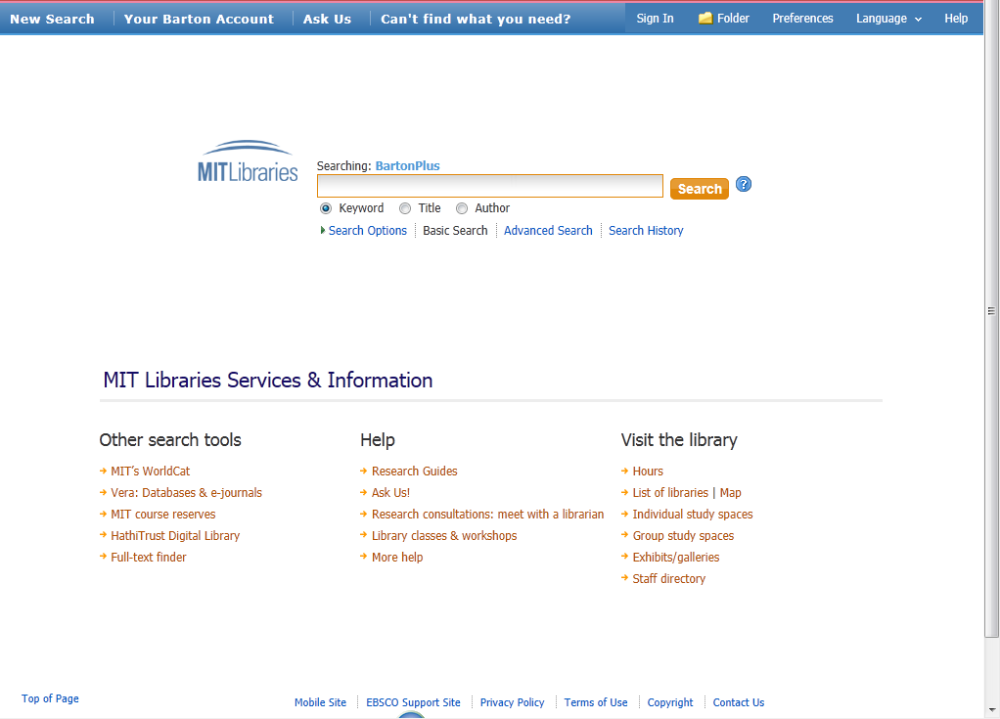 New Search Your Barton Account Ask Us Can't find what you need? Sign In Folder Preferences Language Help
MITLibraries
Searching: BartonPlus
Search ?
Keyword Title Author
Search Options Basic Search Advanced Search Search History
MIT Libraries Services & Information
Other search tools
MIT's WorldCat
Vera: Databases & e-journals
MIT course reserves
HathiTrust Digital Library
Full-text finder
Help
Research Guides
Ask Us!
Research consultations: meet with a librarian
Library classes & workshops
More help
Visit the library
Hours
List of libraries | Map
Individual study spaces
Group study spaces
Exhibits/galleries
Staff directory
Top of Page
Mobile Site EBSCO Support Site Privacy Policy Terms of Use Copyright Contact Us